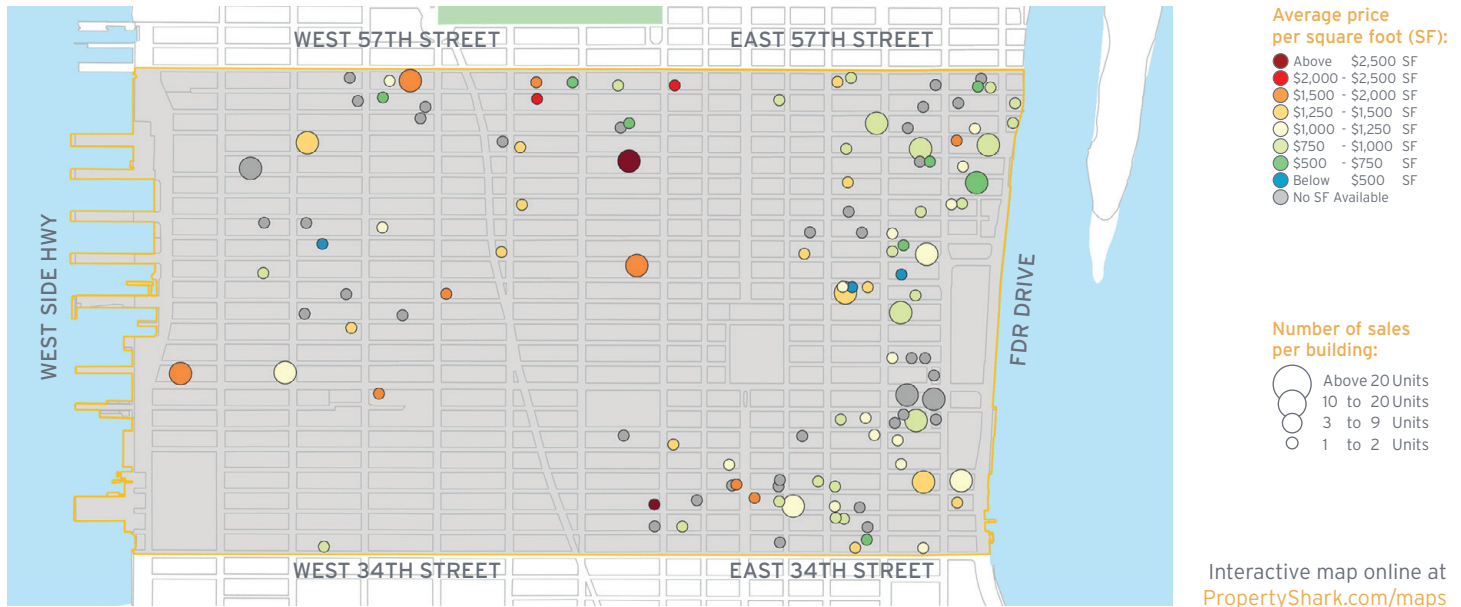 WEST 57TH STREET
EAST 57TH STREET
WEST SIDE HWY
FDR DRIVE
WEST 34TH STREET
EAST 34TH STREET
Average price
per square foot (SF):
Above $2,500 SF
$2,000 - $2,500 SF
$1,500 - $2,000 SF
$1,250 - $1,500 SF
$1,000 - $1,250 SF
$750 - $1,000 SF
$500 - $750 SF
Below $500 SF
No SF Available
Number of sales
per building:
Above 20 Units
10 to 20 Units
3 to 9 Units
1 to 2 Units
Interactive map online at
PropertyShark.com/maps